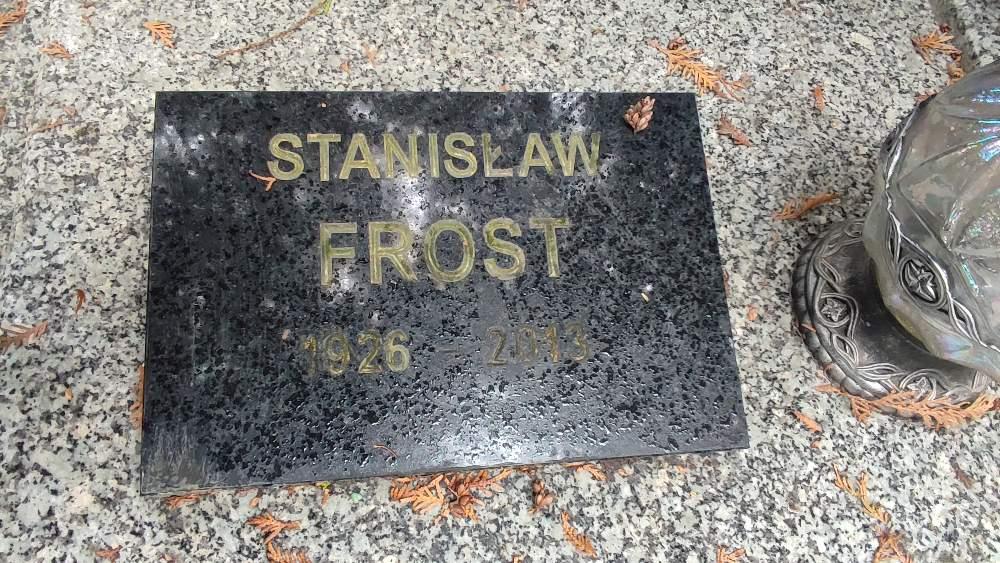 STANISŁAW
FROST
1926 - 2013